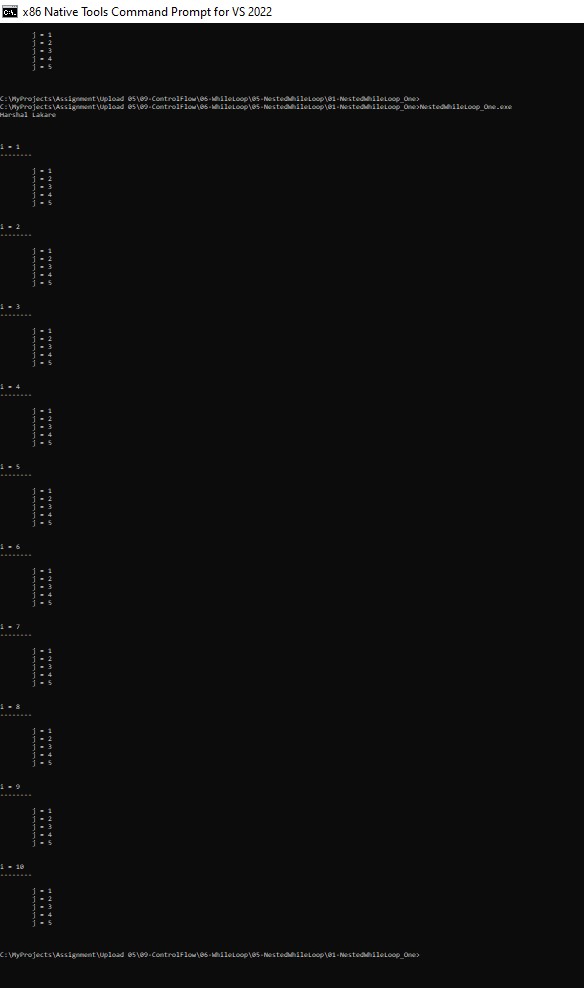 x86 Native Tools Command Prompt for VS 2022
j = 1
j = 2
j = 3
j = 4
j = 5
C:\MyProjects\Assignment\Upload 05\09-ControlFlow\06-WhileLoop\05-NestedWhileLoop\01-NestedWhileLoop_One>
C:\MyProjects\Assignment\Upload 05\09-ControlFlow\06-WhileLoop\05-NestedWhileLoop\01-NestedWhileLoop_One>NestedWhileLoop_One.exe
Harshal Lakare
i = 1
--------
j = 1
j = 2
j = 3
j = 4
j = 5
i = 2
--------
j = 1
j = 2
j = 3
j = 4
j = 5
i = 3
--------
j = 1
j = 2
j = 3
j = 4
j = 5
i = 4
--------
j = 1
j = 2
j = 3
j = 4
j = 5
i = 5
--------
j = 1
j = 2
j = 3
j = 4
j = 5
i = 6
--------
j = 1
j = 2
j = 3
j = 4
j = 5
i = 7
--------
j = 1
j = 2
j = 3
j = 4
j = 5
i = 8
--------
j = 1
j = 2
j = 3
j = 4
j = 5
i = 9
--------
j = 1
j = 2
j = 3
j = 4
j = 5
i = 10
--------
j = 1
j = 2
j = 3
j = 4
j = 5
C:\MyProjects\Assignment\Upload 05\09-ControlFlow\06-WhileLoop\05-NestedWhileLoop\01-NestedWhileLoop_One>